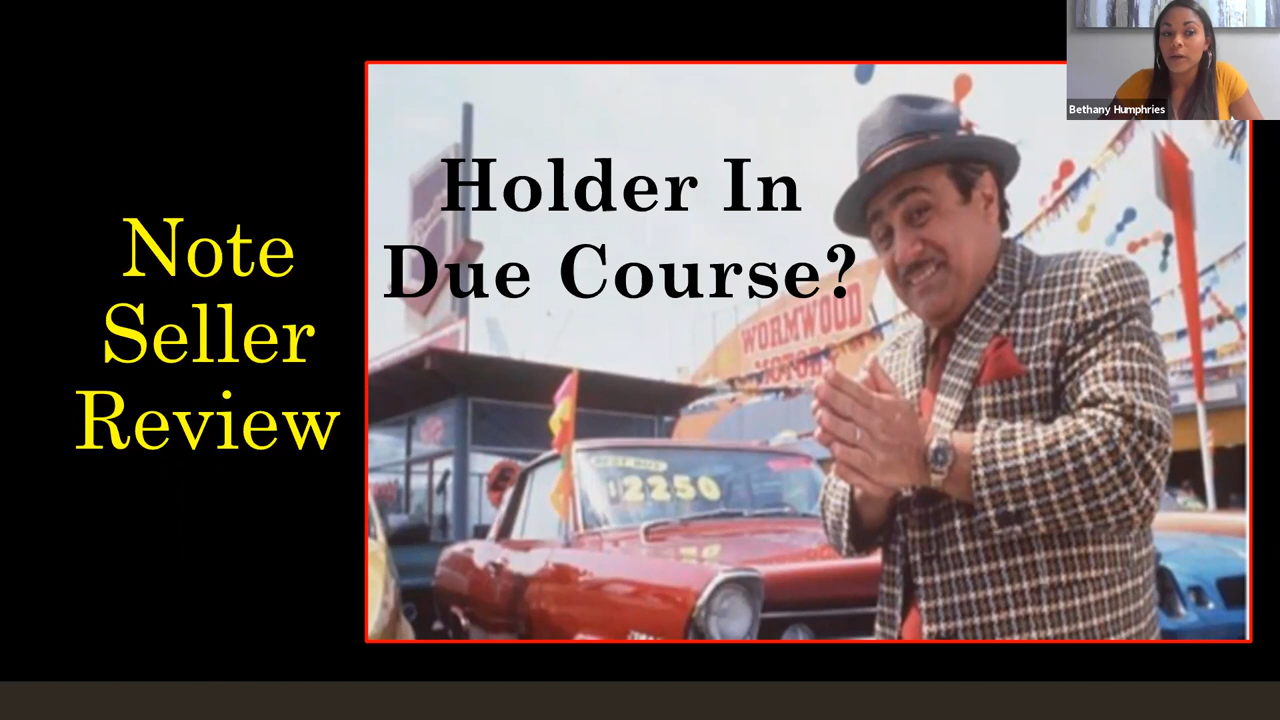 Bethany Humphries
Holder In
Due Course?
Note
Seller
Review
WORMWOOD
MOTORS
$2250